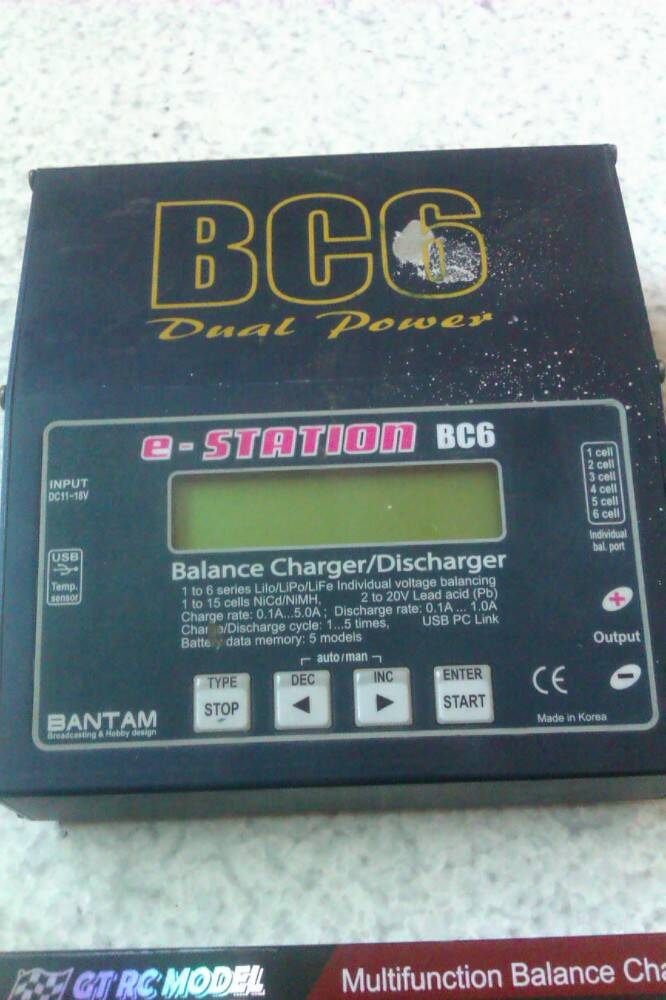 BC6
Dual Power
e-STATION BC6
INPUT
DC11~18V
USB
Temp.
sensor
1 cell
2 cell
3 cell
4 cell
5 cell
6 cell
Individual
bal. port
Balance Charger/Discharger
1 to 6 series LiIo/LiPo/LiFe Individual voltage balancing
1 to 15 cells NiCd/NiMH, 2 to 20V Lead acid (Pb)
Charge rate: 0.1A...5.0A ; Discharge rate: 0.1A ... 1.0A
Charge/Discharge cycle: 1...5 times, USB PC Link
Battery data memory: 5 models
+
Output
−
auto/man
TYPE
STOP
DEC
◀
INC
▶
ENTER
START
CE
Made in Korea
BANTAM
Broadcasting & Hobby design
GT RC MODEL
Multifunction Balance Cha